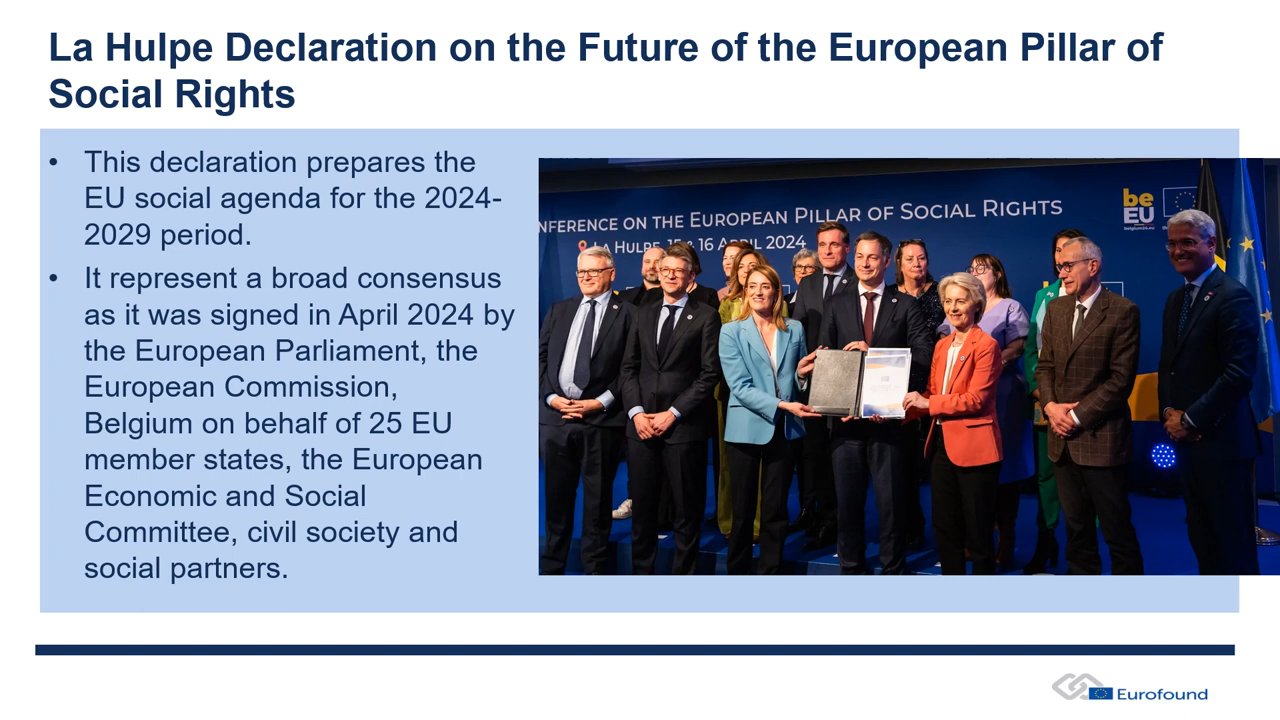 La Hulpe Declaration on the Future of the European Pillar of
Social Rights
• This declaration prepares the
EU social agenda for the 2024-
2029 period.
• It represent a broad consensus
as it was signed in April 2024 by
the European Parliament, the
European Commission,
Belgium on behalf of 25 EU
member states, the European
Economic and Social
Committee, civil society and
social partners.
NFERENCE ON THE EUROPEAN PILLAR OF SOCIAL RIGHTS
LA HULPE, 15 & 16 APRIL 2024
be
EU
belgium24.eu
Eurofound